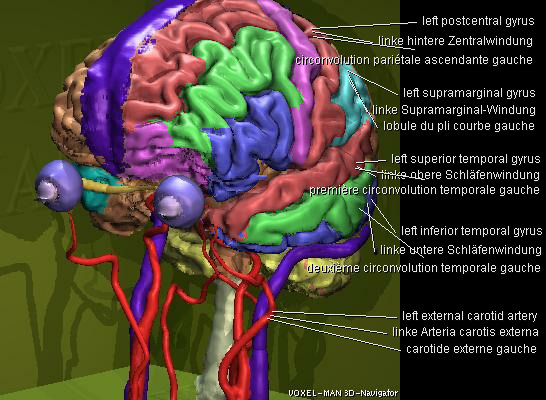 left postcentral gyrus
linke hintere Zentralwindung
circonvolution pariétale ascendante gauche
left supramarginal gyrus
linke Supramarginal-Windung
lobule du pli courbe gauche
left superior temporal gyrus
linke obere Schläfenwindung
première circonvolution temporale gauche
left inferior temporal gyrus
linke untere Schläfenwindung
deuxième circonvolution temporale gauche
left external carotid artery
linke Arteria carotis externa
carotide externe gauche
VOXEL-MAN 3D-Navigator